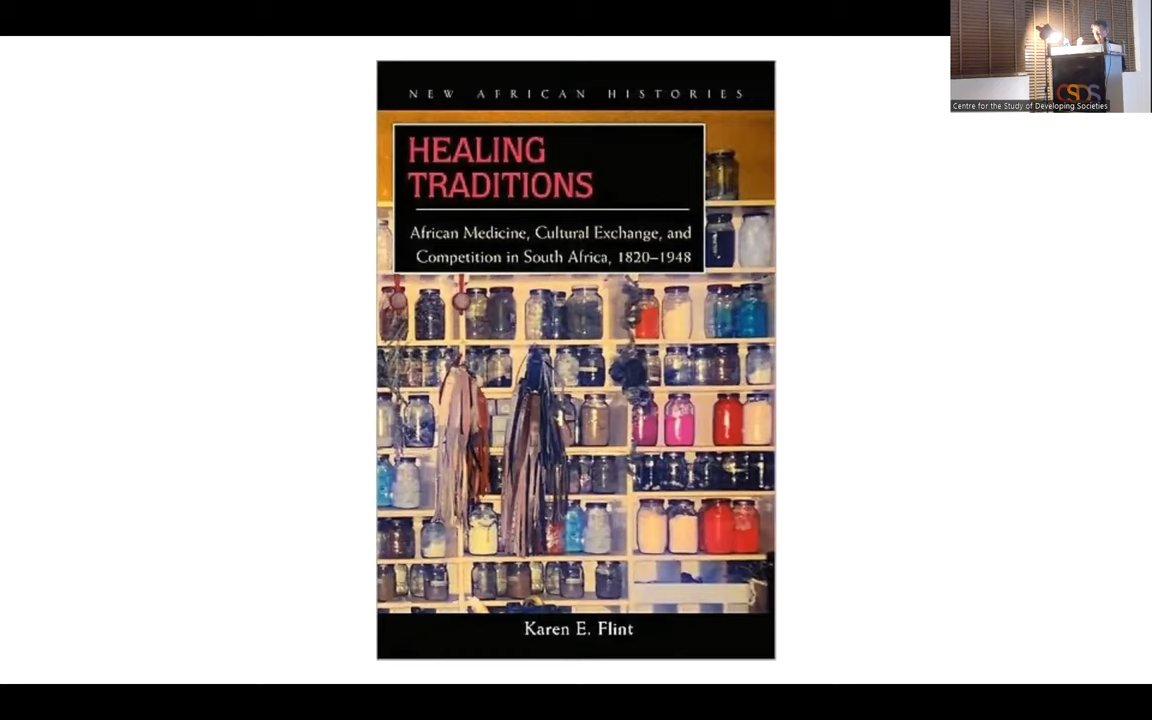 NEW AFRICAN HISTORIES
HEALING
TRADITIONS
African Medicine, Cultural Exchange, and
Competition in South Africa, 1820–1948
Karen E. Flint
CSDS
Centre for the Study of Developing Societies